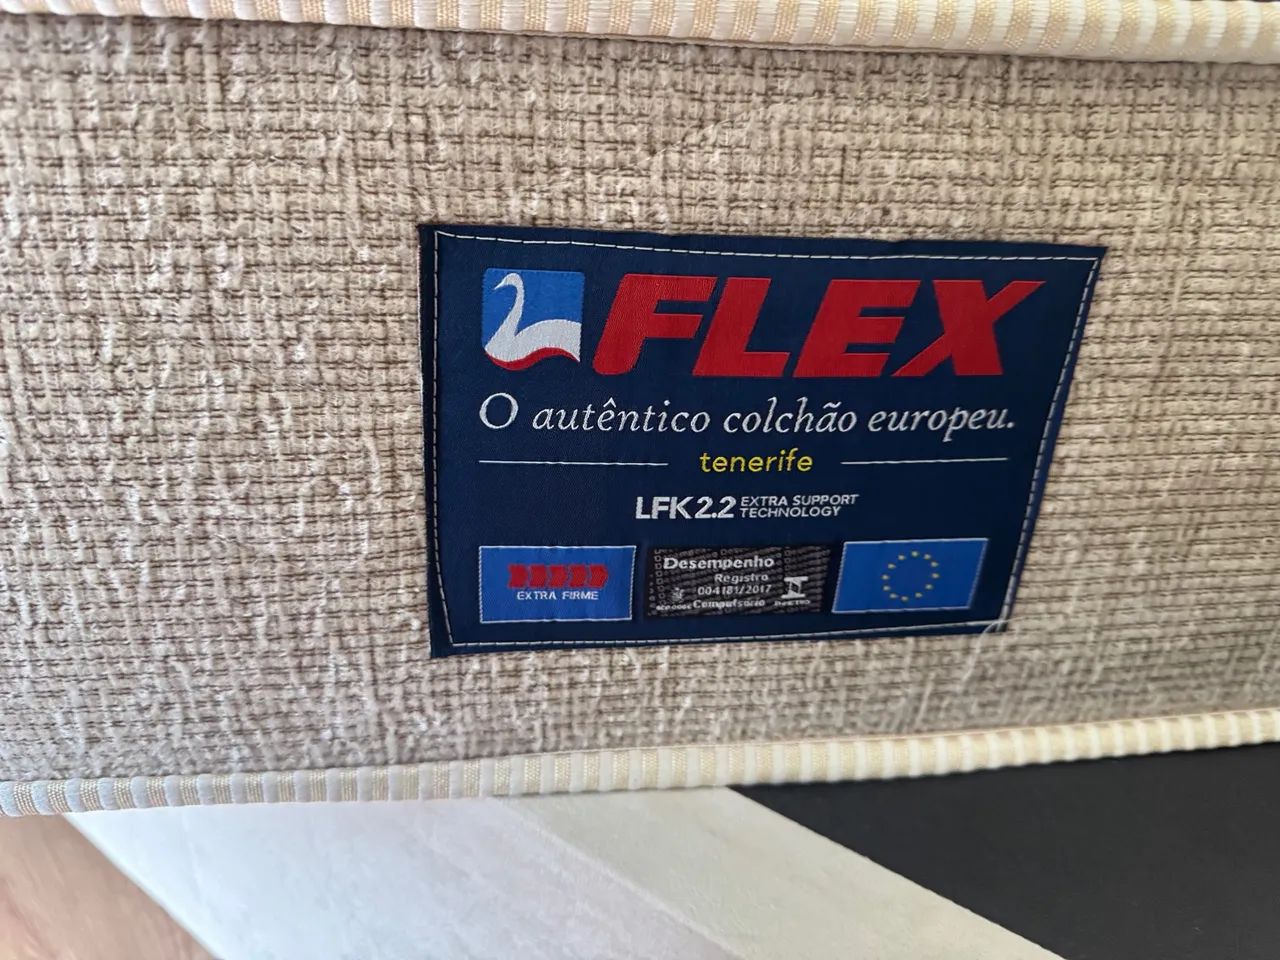 FLEX
O autêntico colchão europeu.
tenerife
LFK2.2 EXTRA SUPPORT
TECHNOLOGY
EXTRA FIRME
Desempenho
Registro
004181/2017
Compulsório